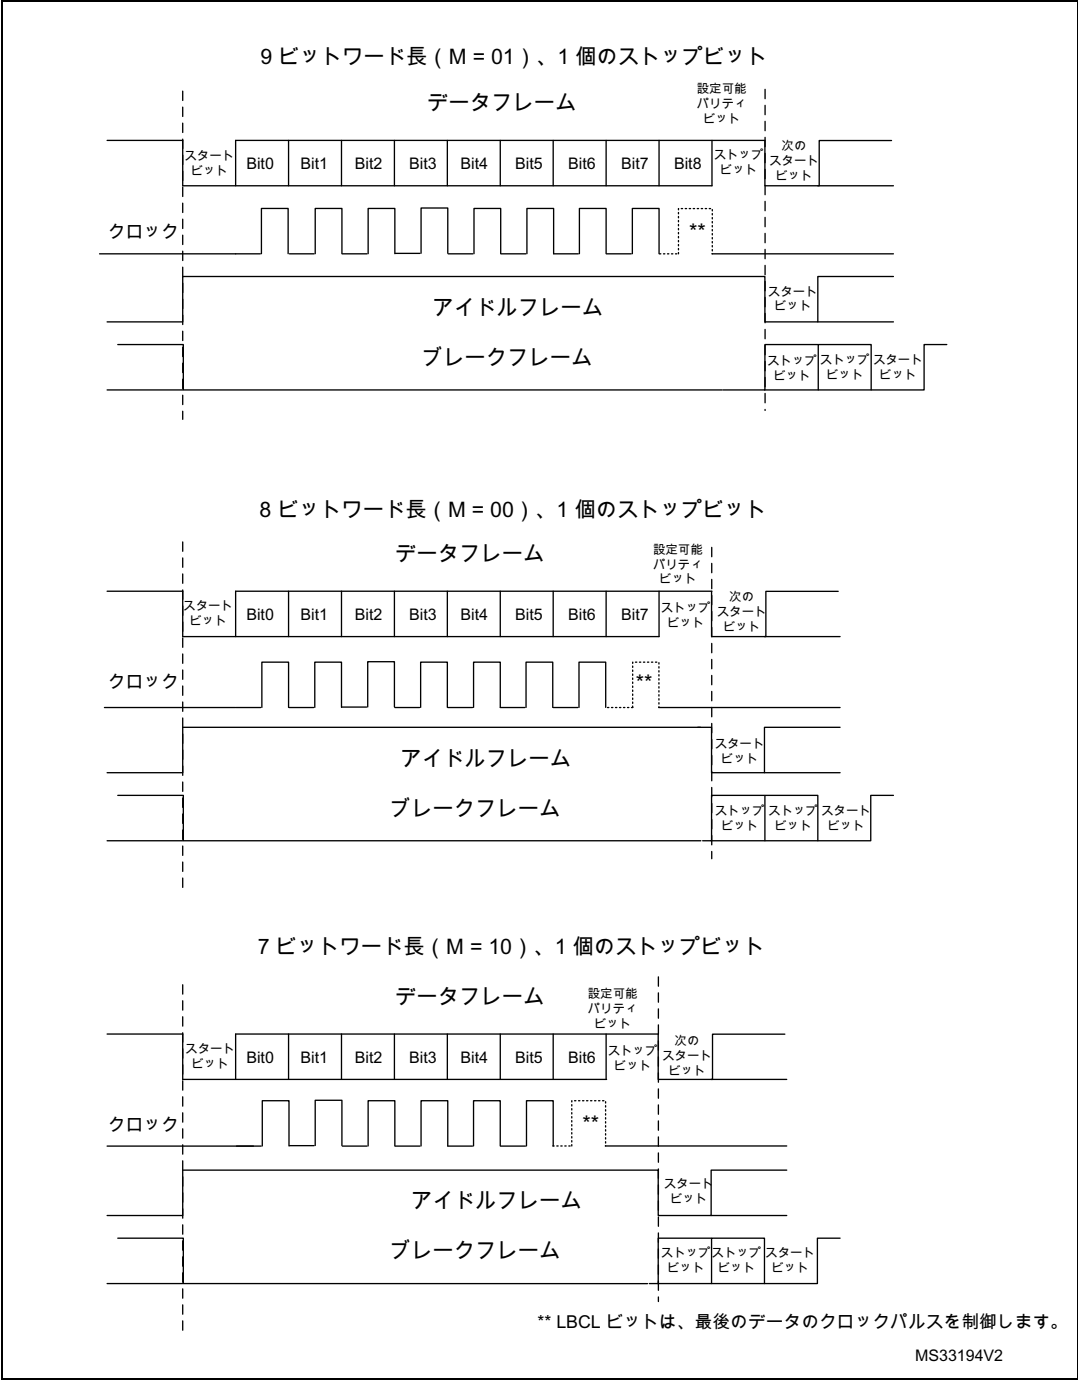 9 ビットワード長 ( M = 01 ) 、1 個のストップビット
データフレーム
設定可能
パリティ
ビット
スタート
ビット
Bit0
Bit1
Bit2
Bit3
Bit4
Bit5
Bit6
Bit7
Bit8
ストップ
ビット
次の
スタート
ビット
クロック
**
アイドルフレーム
スタート
ビット
ブレークフレーム
ストップ
ビット
ストップ
ビット
スタート
ビット
8 ビットワード長 ( M = 00 ) 、1 個のストップビット
データフレーム
設定可能
パリティ
ビット
スタート
ビット
Bit0
Bit1
Bit2
Bit3
Bit4
Bit5
Bit6
Bit7
ストップ
ビット
次の
スタート
ビット
クロック
**
アイドルフレーム
スタート
ビット
ブレークフレーム
ストップ
ビット
ストップ
ビット
スタート
ビット
7 ビットワード長 ( M = 10 ) 、1 個のストップビット
データフレーム
設定可能
パリティ
ビット
スタート
ビット
Bit0
Bit1
Bit2
Bit3
Bit4
Bit5
Bit6
ストップ
ビット
次の
スタート
ビット
クロック
**
アイドルフレーム
スタート
ビット
ブレークフレーム
ストップ
ビット
ストップ
ビット
スタート
ビット
** LBCL ビットは、最後のデータのクロックパルスを制御します。
MS33194V2